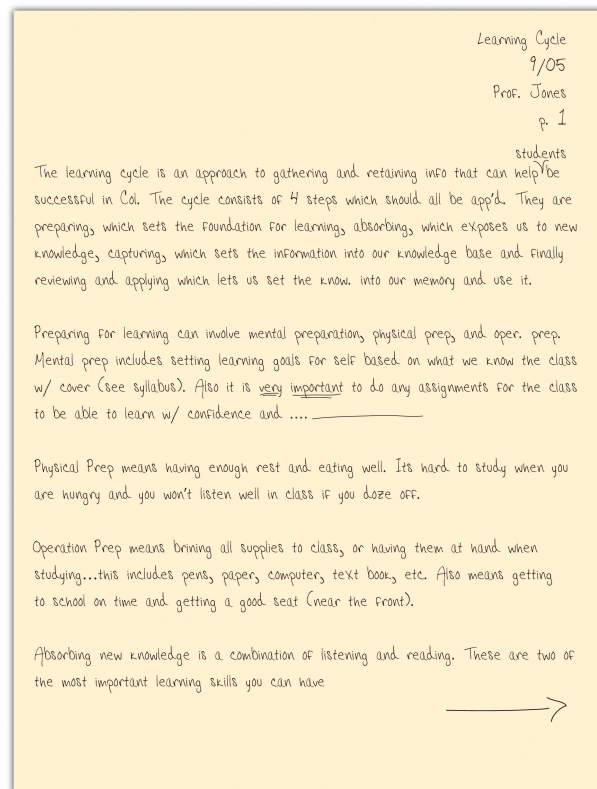 Learning Cycle
9/05
Prof. Jones
p. 1
students
The learning cycle is an approach to gathering and retaining info that can help be
successful in Col. The cycle consists of 4 steps which should all be app'd. They are
preparing, which sets the foundation for learning, absorbing, which exposes us to new
knowledge, capturing, which sets the information into our knowledge base and finally
reviewing and applying which lets us set the know. into our memory and use it.
Preparing for learning can involve mental preparation, physical prep, and oper. prep.
Mental prep includes setting learning goals for self based on what we know the class
w/ cover (see syllabus). Also it is very important to do any assignments for the class
to be able to learn w/ confidence and ....
Physical Prep means having enough rest and eating well. Its hard to study when you
are hungry and you won't listen well in class if you doze off.
Operation Prep means brining all supplies to class, or having them at hand when
studying...this includes pens, paper, computer, text book, etc. Also means getting
to school on time and getting a good seat (near the front).
Absorbing new knowledge is a combination of listening and reading. These are two of
the most important learning skills you can have